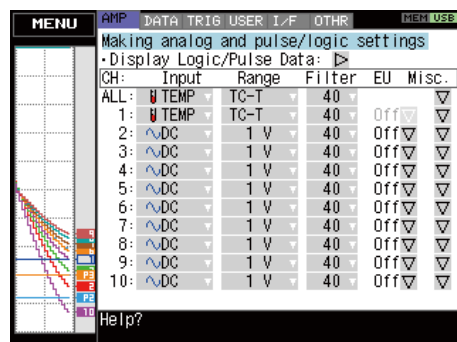 MENU AMP DATA TRIG USER I/F OTHR MEM USB
Making analog and pulse/logic settings
・Display Logic/Pulse Data:
CH: Input Range Filter EU Misc.
ALL: TEMP TC-T 40
1: TEMP TC-T 40 Off
2: DC 1 V 40 Off
3: DC 1 V 40 Off
4: DC 1 V 40 Off
5: DC 1 V 40 Off
6: DC 1 V 40 Off
7: DC 1 V 40 Off
8: DC 1 V 40 Off
9: DC 1 V 40 Off
10: DC 1 V 40 Off
P3
2
P2
10
Help?